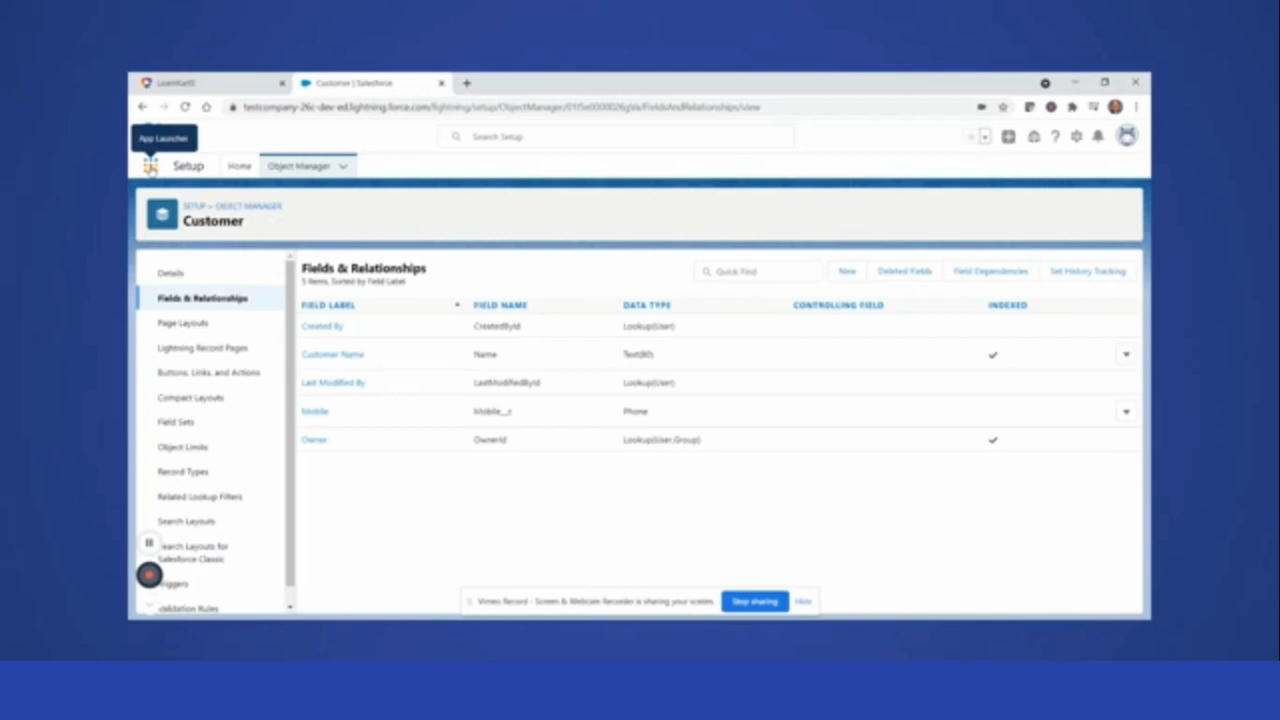 LearnKartS
Customer | Salesforce
testcompany-26c-dev-ed.lightning.force.com/lightning/setup/ObjectManager/01I5e0000026gVa/FieldsAndRelationships/view
App Launcher
Search Setup
Setup
Home
Object Manager
SETUP > OBJECT MANAGER
Customer
Details
Fields & Relationships
Page Layouts
Lightning Record Pages
Buttons, Links, and Actions
Compact Layouts
Field Sets
Object Limits
Record Types
Related Lookup Filters
Search Layouts
earch Layouts for
Salesforce Classic
riggers
alidation Rules
Fields & Relationships
5 Items, Sorted by Field Label
Quick Find
New
Deleted Fields
Field Dependencies
Set History Tracking
FIELD LABEL FIELD NAME DATA TYPE CONTROLLING FIELD INDEXED
Created By CreatedById Lookup(User)
Customer Name Name Text(80)
Last Modified By LastModifiedById Lookup(User)
Mobile Mobile__c Phone
Owner OwnerId Lookup(User,Group)
Vimeo Record - Screen & Webcam Recorder is sharing your screen.
Stop sharing
Hide